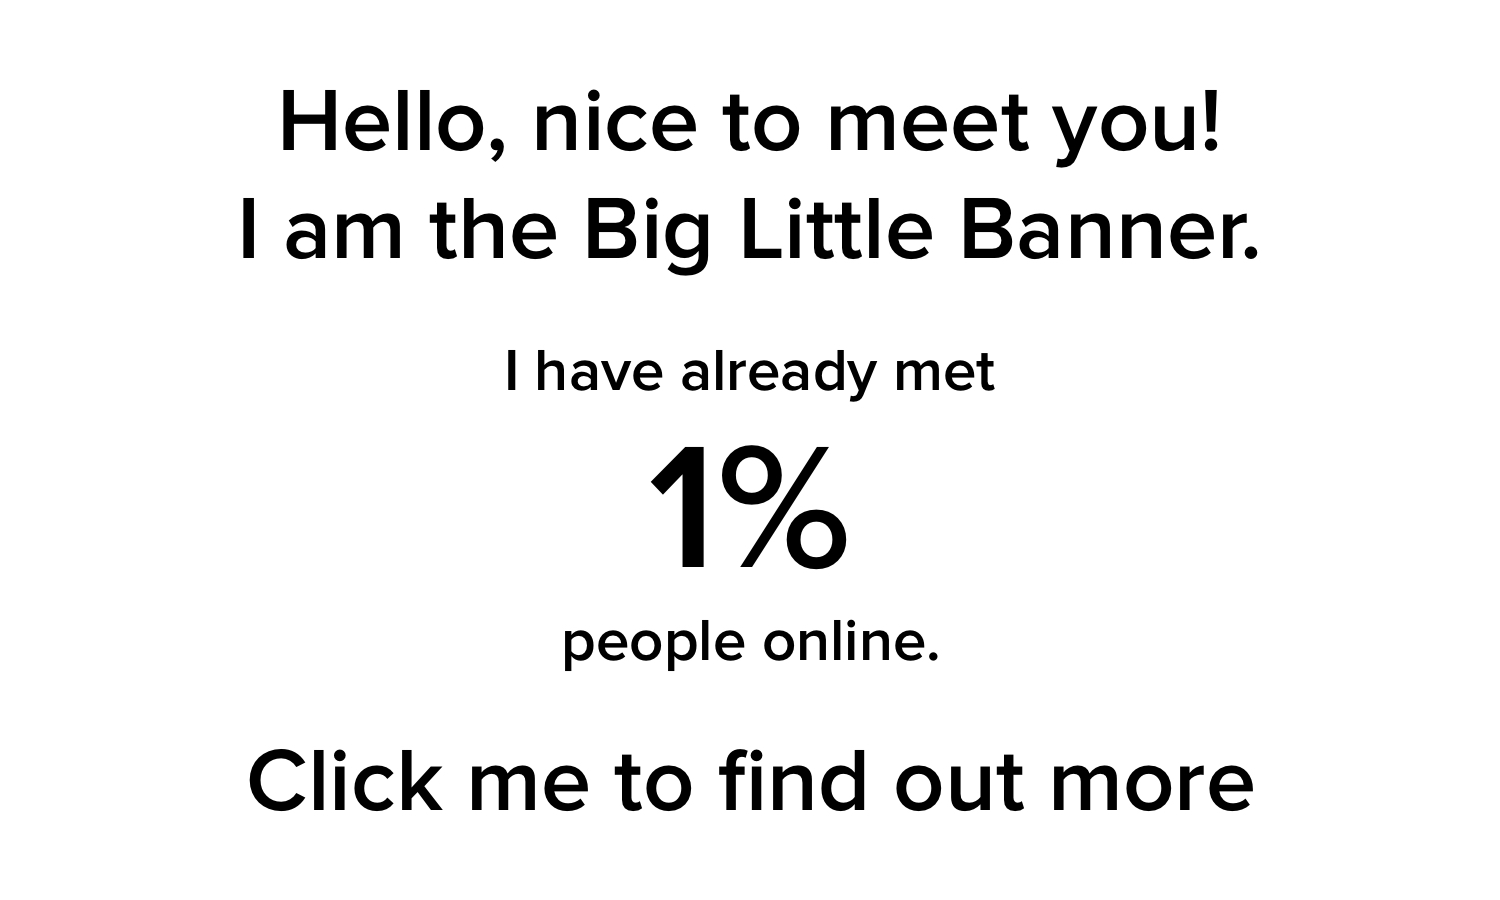 Hello, nice to meet you!
I am the Big Little Banner.
I have already met
1%
people online.
Click me to find out more